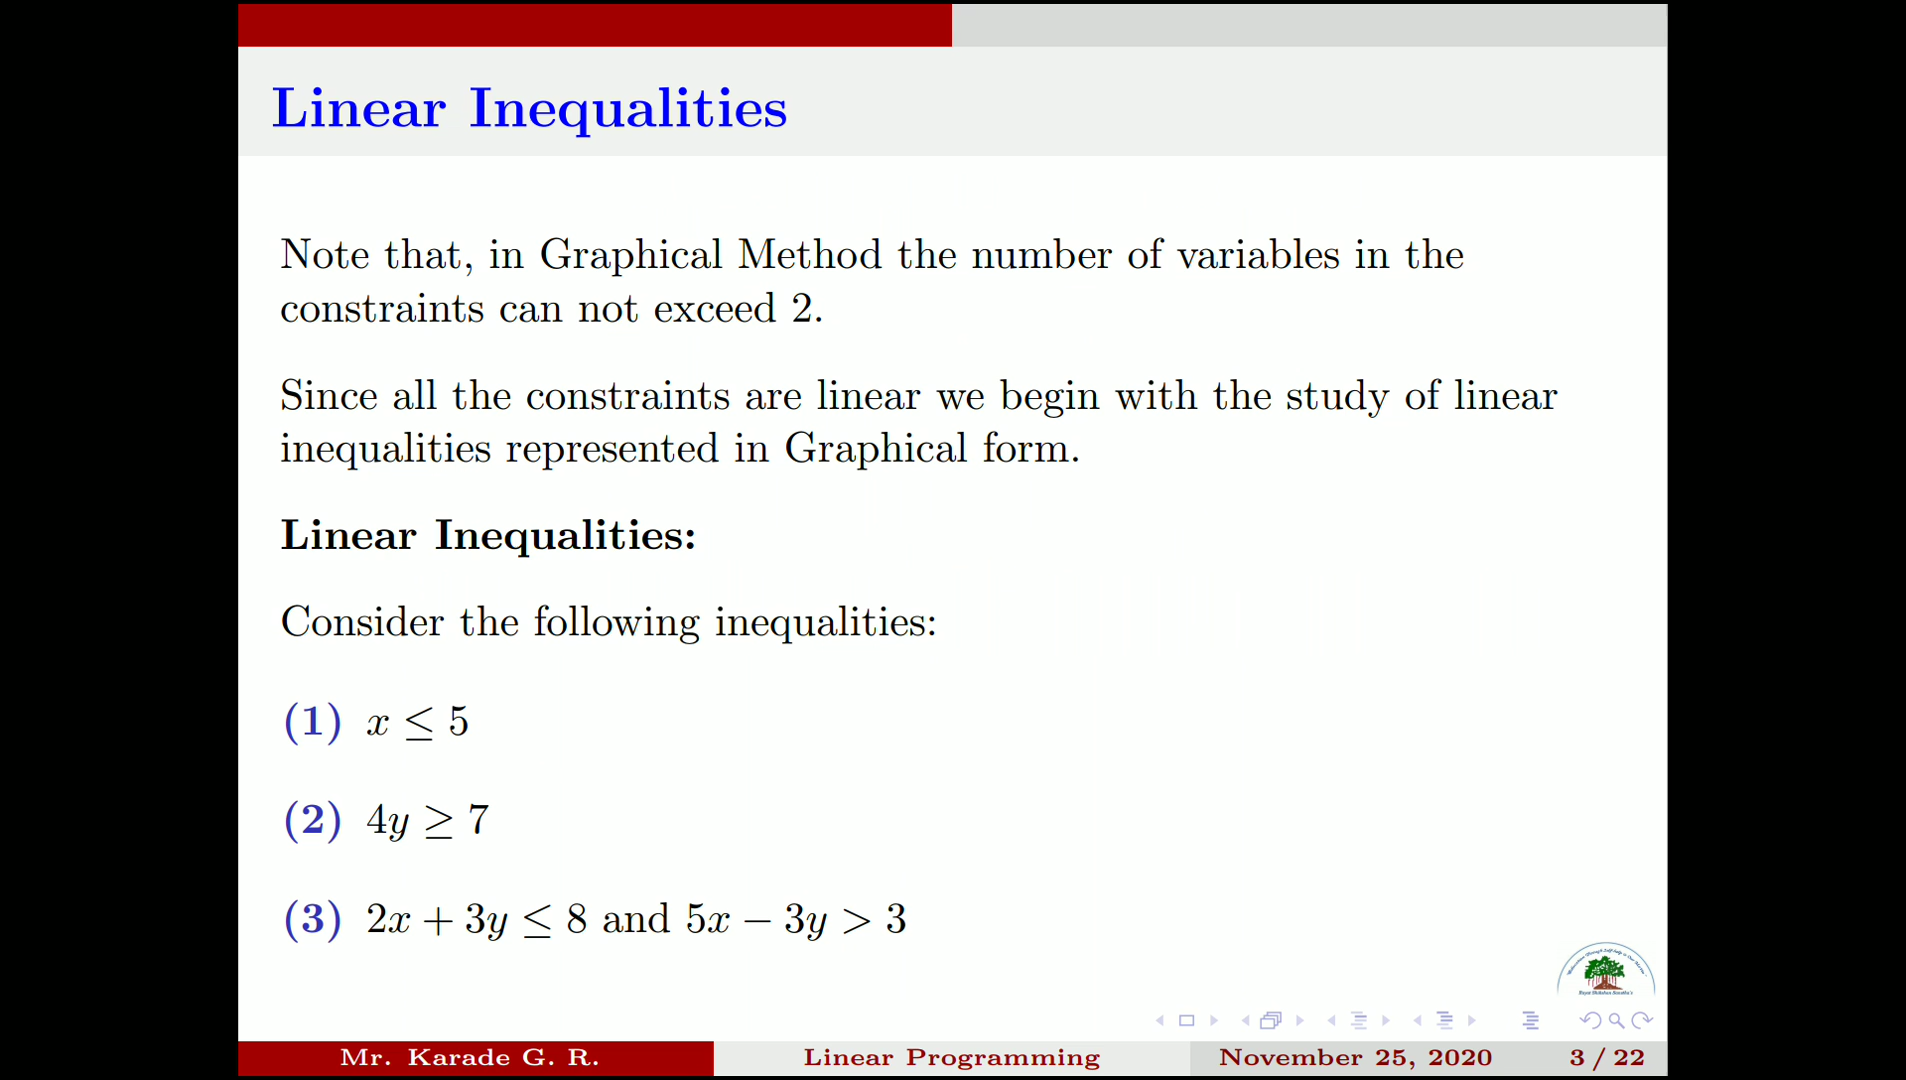 Linear Inequalities
Note that, in Graphical Method the number of variables in the
constraints can not exceed 2.
Since all the constraints are linear we begin with the study of linear
inequalities represented in Graphical form.
Linear Inequalities:
Consider the following inequalities:
(1) x ≤ 5
(2) 4y ≥ 7
(3) 2x + 3y ≤ 8 and 5x − 3y > 3
Mr. Karade G. R. Linear Programming November 25, 2020 3 / 22